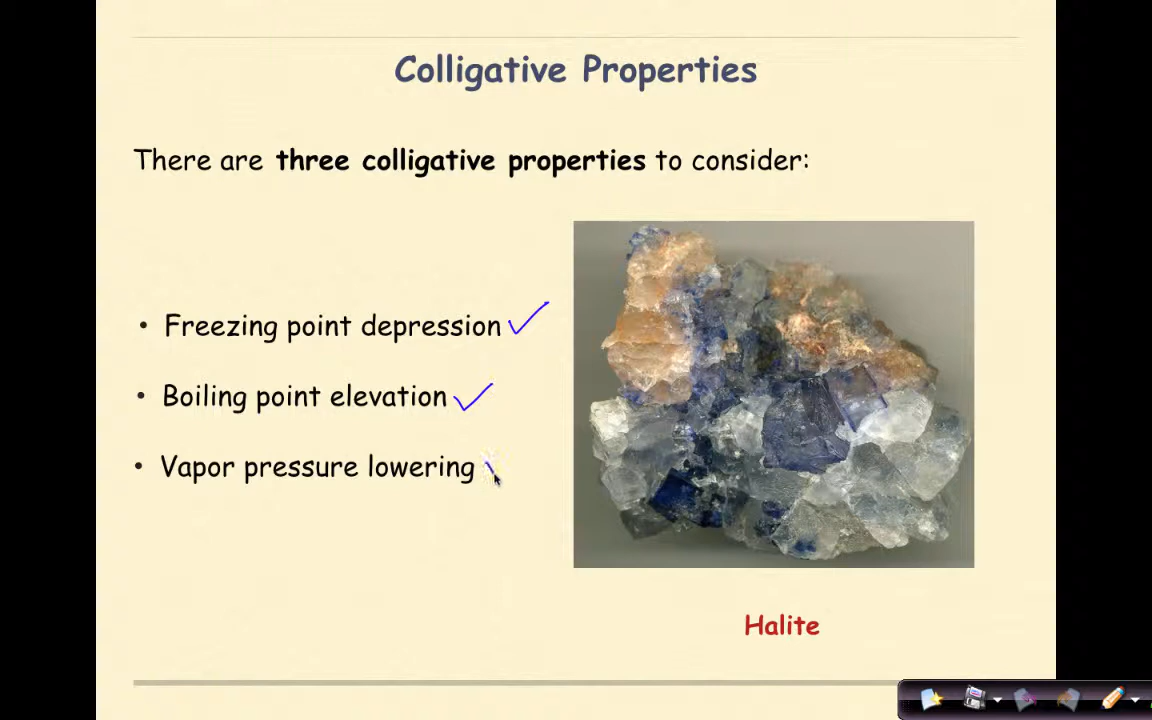 Colligative Properties
There are three colligative properties to consider:
• Freezing point depression
• Boiling point elevation
• Vapor pressure lowering
Halite